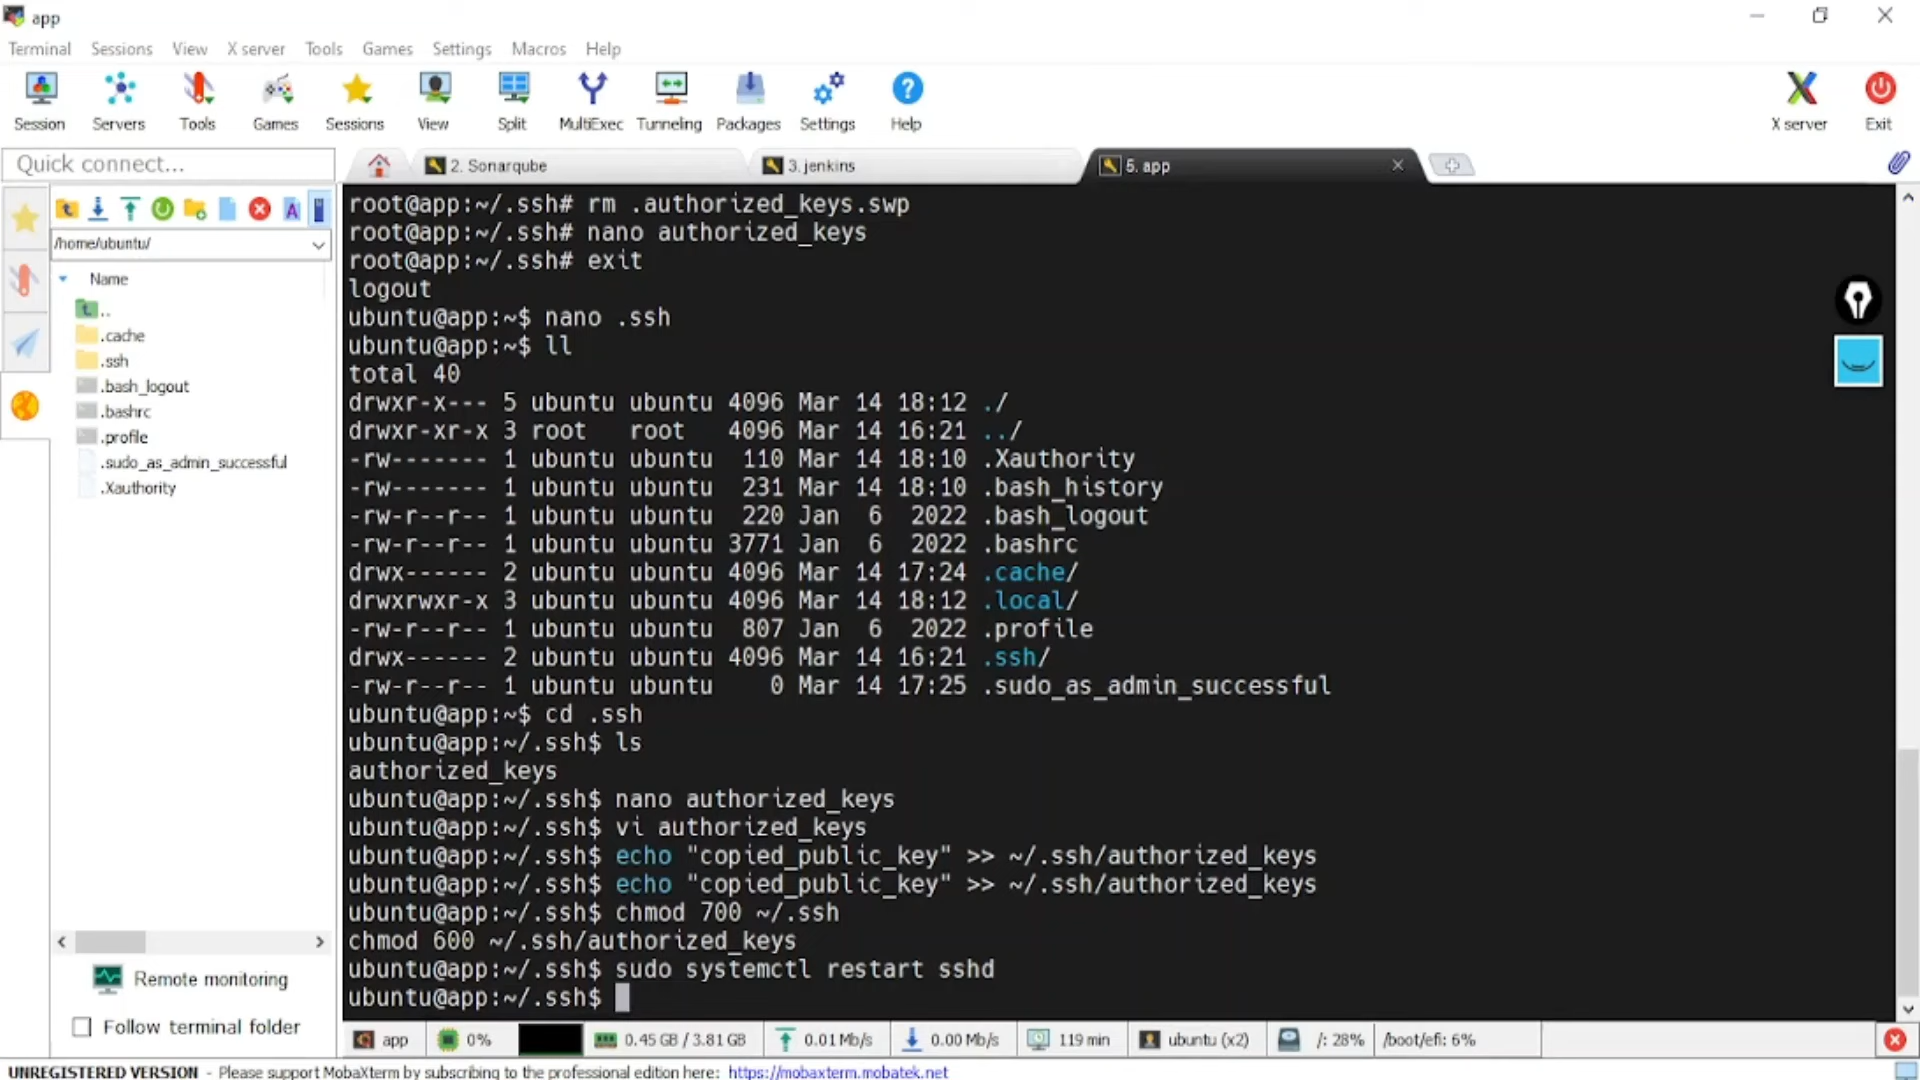 app
Terminal Sessions View X server Tools Games Settings Macros Help
Session Servers Tools Games Sessions View Split MultiExec Tunneling Packages Settings Help X server Exit
Quick connect...
2. Sonarqube
3. jenkins
5. app
/home/ubuntu/
Name
..
.cache
.ssh
.bash_logout
.bashrc
.profile
.sudo_as_admin_successful
.Xauthority
Remote monitoring
Follow terminal folder
root@app:~/.ssh# rm .authorized_keys.swp
root@app:~/.ssh# nano authorized_keys
root@app:~/.ssh# exit
logout
ubuntu@app:~$ nano .ssh
ubuntu@app:~$ ll
total 40
drwxr-x--- 5 ubuntu ubuntu 4096 Mar 14 18:12 ./
drwxr-xr-x 3 root   root   4096 Mar 14 16:21 ../
-rw------- 1 ubuntu ubuntu  110 Mar 14 18:10 .Xauthority
-rw------- 1 ubuntu ubuntu  231 Mar 14 18:10 .bash_history
-rw-r--r-- 1 ubuntu ubuntu  220 Jan  6  2022 .bash_logout
-rw-r--r-- 1 ubuntu ubuntu 3771 Jan  6  2022 .bashrc
drwx------ 2 ubuntu ubuntu 4096 Mar 14 17:24 .cache/
drwxrwxr-x 3 ubuntu ubuntu 4096 Mar 14 18:12 .local/
-rw-r--r-- 1 ubuntu ubuntu  807 Jan  6  2022 .profile
drwx------ 2 ubuntu ubuntu 4096 Mar 14 16:21 .ssh/
-rw-r--r-- 1 ubuntu ubuntu    0 Mar 14 17:25 .sudo_as_admin_successful
ubuntu@app:~$ cd .ssh
ubuntu@app:~/.ssh$ ls
authorized_keys
ubuntu@app:~/.ssh$ nano authorized_keys
ubuntu@app:~/.ssh$ vi authorized_keys
ubuntu@app:~/.ssh$ echo "copied_public_key" >> ~/.ssh/authorized_keys
ubuntu@app:~/.ssh$ echo "copied_public_key" >> ~/.ssh/authorized_keys
ubuntu@app:~/.ssh$ chmod 700 ~/.ssh
chmod 600 ~/.ssh/authorized_keys
ubuntu@app:~/.ssh$ sudo systemctl restart sshd
ubuntu@app:~/.ssh$
app 0% 0.45 GB / 3.81 GB 0.01 Mb/s 0.00 Mb/s 119 min ubuntu (x2) /: 28% /boot/efi: 6%
UNREGISTERED VERSION - Please support MobaXterm by subscribing to the professional edition here: https://mobaxterm.mobatek.net